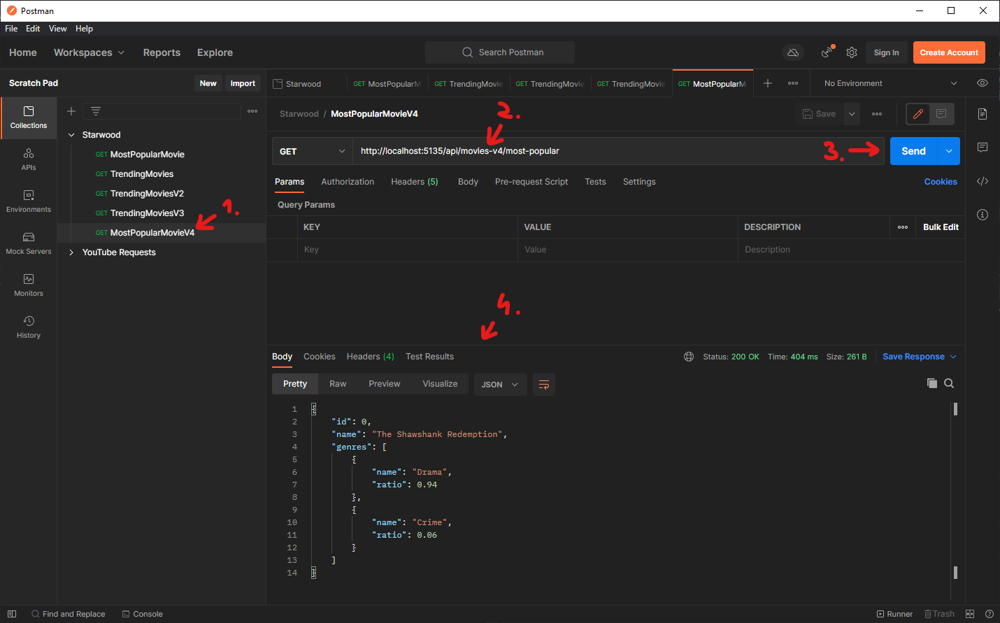 Postman
File Edit View Help
Home Workspaces Reports Explore Search Postman Sign In Create Account
Scratch Pad New Import Starwood GET MostPopularM GET TrendingMovie GET TrendingMovie GET TrendingMovie GET MostPopularM No Environment
Collections
APIs
Environments
Mock Servers
Monitors
History
Starwood
GET MostPopularMovie
GET TrendingMovies
GET TrendingMoviesV2
GET TrendingMoviesV3
GET MostPopularMovieV4
YouTube Requests
1.
Starwood / MostPopularMovieV4 Save
2.
GET http://localhost:5135/api/movies-v4/most-popular 3. Send
Params Authorization Headers (5) Body Pre-request Script Tests Settings Cookies
Query Params
KEY VALUE DESCRIPTION Bulk Edit
Key Value Description
4.
Body Cookies Headers (4) Test Results Status: 200 OK Time: 404 ms Size: 261 B Save Response
Pretty Raw Preview Visualize JSON
1 {
2 "id": 0,
3 "name": "The Shawshank Redemption",
4 "genres": [
5 {
6 "name": "Drama",
7 "ratio": 0.94
8 },
9 {
10 "name": "Crime",
11 "ratio": 0.06
12 }
13 ]
14 }
Find and Replace Console Runner Trash